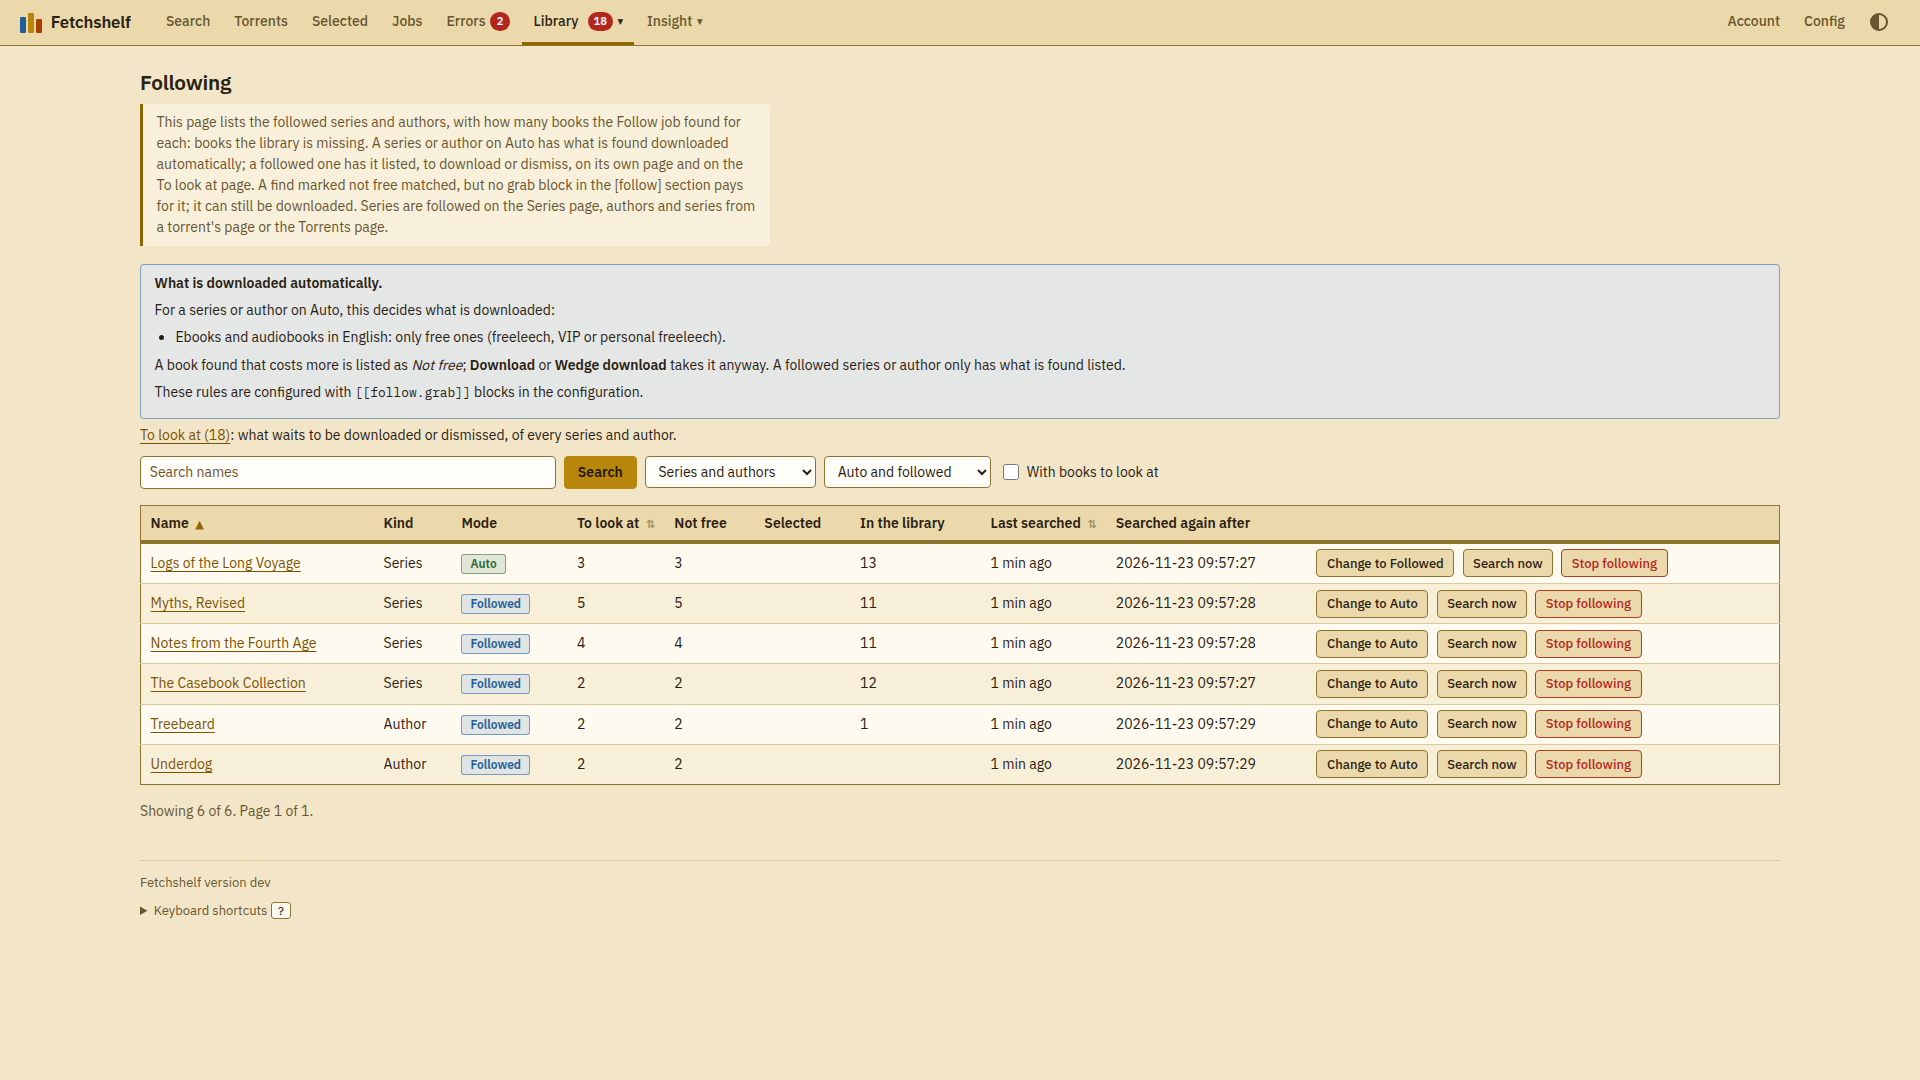 Fetchshelf Search Torrents Selected Jobs Errors 2 Library 18 ▾ Insight ▾ Account Config
Following
This page lists the followed series and authors, with how many books the Follow job found for
each: books the library is missing. A series or author on Auto has what is found downloaded
automatically; a followed one has it listed, to download or dismiss, on its own page and on the
To look at page. A find marked not free matched, but no grab block in the [follow] section pays
for it; it can still be downloaded. Series are followed on the Series page, authors and series from
a torrent's page or the Torrents page.
What is downloaded automatically.
For a series or author on Auto, this decides what is downloaded:
• Ebooks and audiobooks in English: only free ones (freeleech, VIP or personal freeleech).
A book found that costs more is listed as Not free; Download or Wedge download takes it anyway. A followed series or author only has what is found listed.
These rules are configured with [[follow.grab]] blocks in the configuration.
To look at (18): what waits to be downloaded or dismissed, of every series and author.
Search names Search Series and authors Auto and followed With books to look at
Name ▲ Kind Mode To look at ⇅ Not free Selected In the library Last searched ⇅ Searched again after
Logs of the Long Voyage Series Auto 3 3 13 1 min ago 2026-11-23 09:57:27 Change to Followed Search now Stop following
Myths, Revised Series Followed 5 5 11 1 min ago 2026-11-23 09:57:28 Change to Auto Search now Stop following
Notes from the Fourth Age Series Followed 4 4 11 1 min ago 2026-11-23 09:57:28 Change to Auto Search now Stop following
The Casebook Collection Series Followed 2 2 12 1 min ago 2026-11-23 09:57:27 Change to Auto Search now Stop following
Treebeard Author Followed 2 2 1 1 min ago 2026-11-23 09:57:29 Change to Auto Search now Stop following
Underdog Author Followed 2 2 1 min ago 2026-11-23 09:57:29 Change to Auto Search now Stop following
Showing 6 of 6. Page 1 of 1.
Fetchshelf version dev
▶ Keyboard shortcuts ?